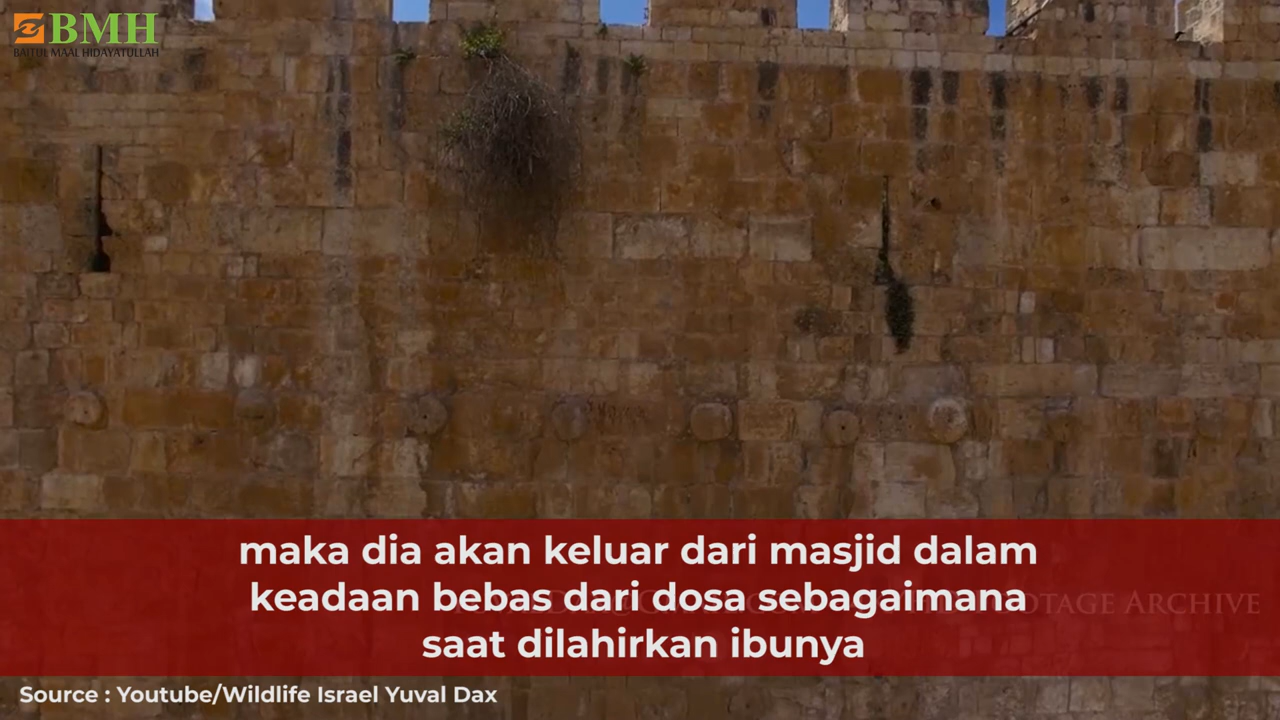 BMH
BAITUL MAAL HIDAYATULLAH
maka dia akan keluar dari masjid dalam
keadaan bebas dari dosa sebagaimana
saat dilahirkan ibunya
Archive
Source : Youtube/Wildlife Israel Yuval Dax